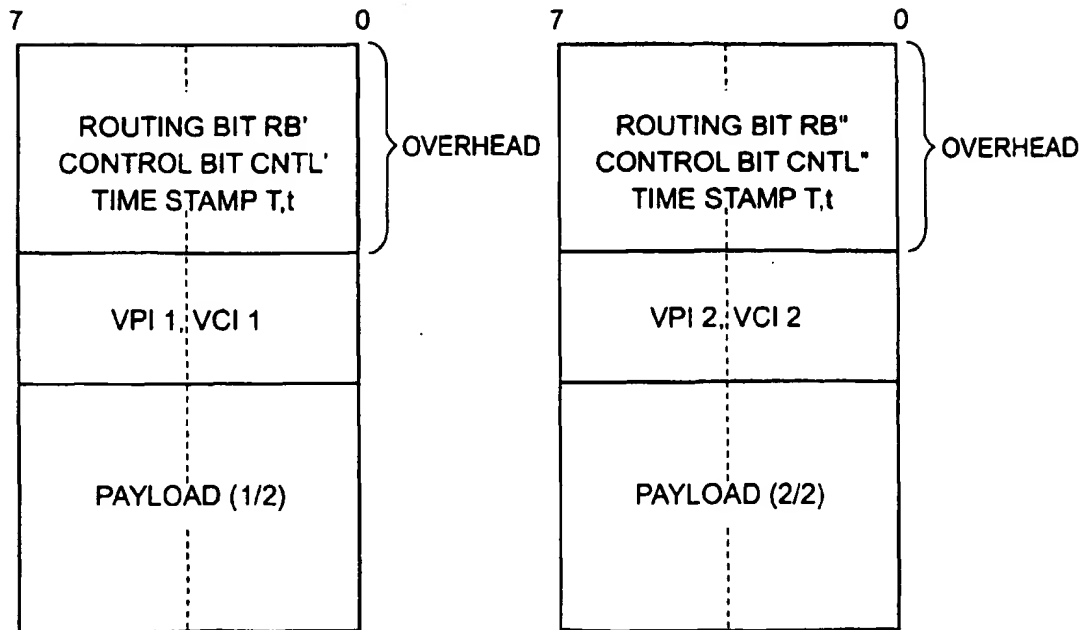 7 0
ROUTING BIT RB'
CONTROL BIT CNTL'
TIME STAMP T,t
OVERHEAD
VPI 1, VCI 1
PAYLOAD (1/2)
7 0
ROUTING BIT RB"
CONTROL BIT CNTL"
TIME STAMP T,t
OVERHEAD
VPI 2, VCI 2
PAYLOAD (2/2)